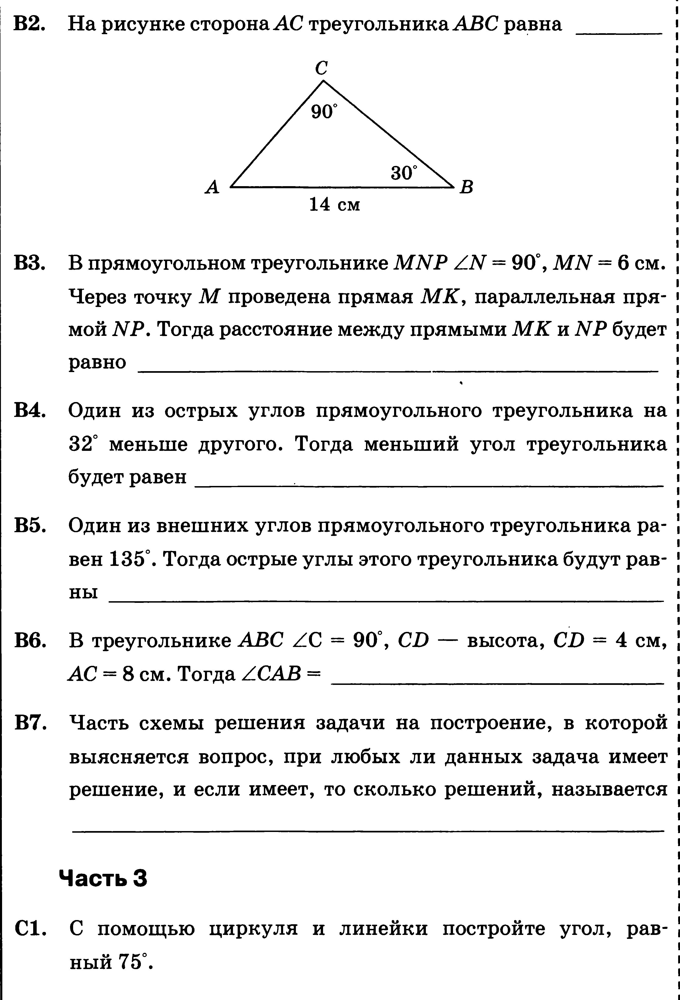 В2. На рисунке сторона AC треугольника ABC равна
C
90°
30°
A
B
14 см
В3. В прямоугольном треугольнике MNP ∠N = 90°, MN = 6 см.
Через точку M проведена прямая MK, параллельная пря-
мой NP. Тогда расстояние между прямыми MK и NP будет
равно
В4. Один из острых углов прямоугольного треугольника на
32° меньше другого. Тогда меньший угол треугольника
будет равен
В5. Один из внешних углов прямоугольного треугольника ра-
вен 135°. Тогда острые углы этого треугольника будут рав-
ны
В6. В треугольнике ABC ∠C = 90°, CD — высота, CD = 4 см,
AC = 8 см. Тогда ∠CAB =
В7. Часть схемы решения задачи на построение, в которой
выясняется вопрос, при любых ли данных задача имеет
решение, и если имеет, то сколько решений, называется
Часть 3
С1. С помощью циркуля и линейки постройте угол, рав-
ный 75°.